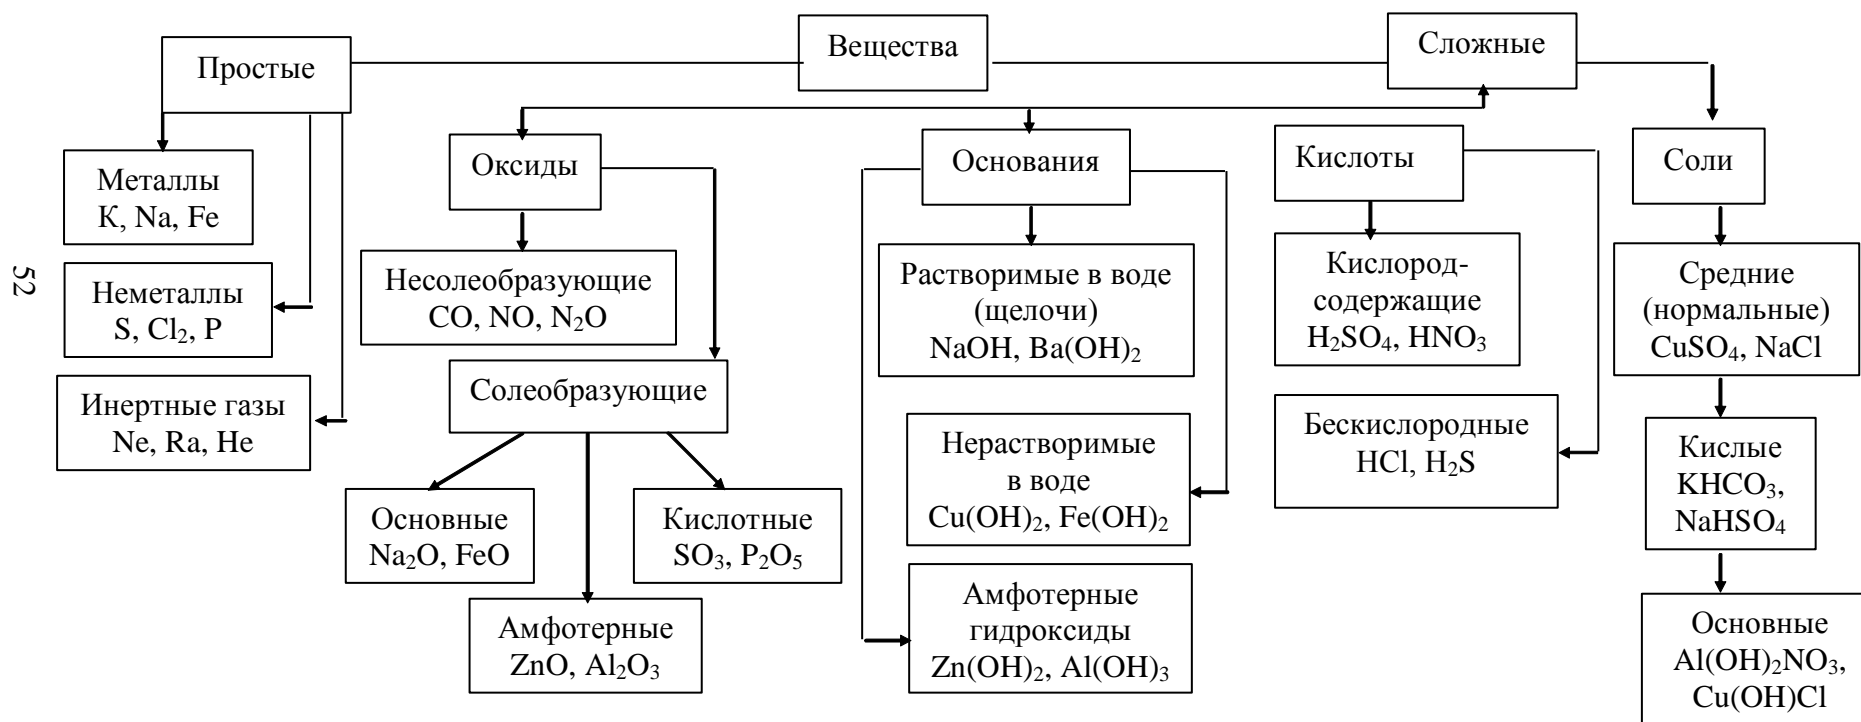 Вещества
Простые
Металлы
K, Na, Fe
Неметаллы
S, Cl₂, P
Инертные газы
Ne, Ra, He
Сложные
Оксиды
Несолеобразующие
CO, NO, N₂O
Солеобразующие
Основные
Na₂O, FeO
Амфотерные
ZnO, Al₂O₃
Кислотные
SO₃, P₂O₅
Основания
Растворимые в воде
(щелочи)
NaOH, Ba(OH)₂
Нерастворимые
в воде
Cu(OH)₂, Fe(OH)₂
Амфотерные
гидроксиды
Zn(OH)₂, Al(OH)₃
Кислоты
Кислород-
содержащие
H₂SO₄, HNO₃
Бескислородные
HCl, H₂S
Соли
Средние
(нормальные)
CuSO₄, NaCl
Кислые
KHCO₃,
NaHSO₄
Основные
Al(OH)₂NO₃,
Cu(OH)Cl
52